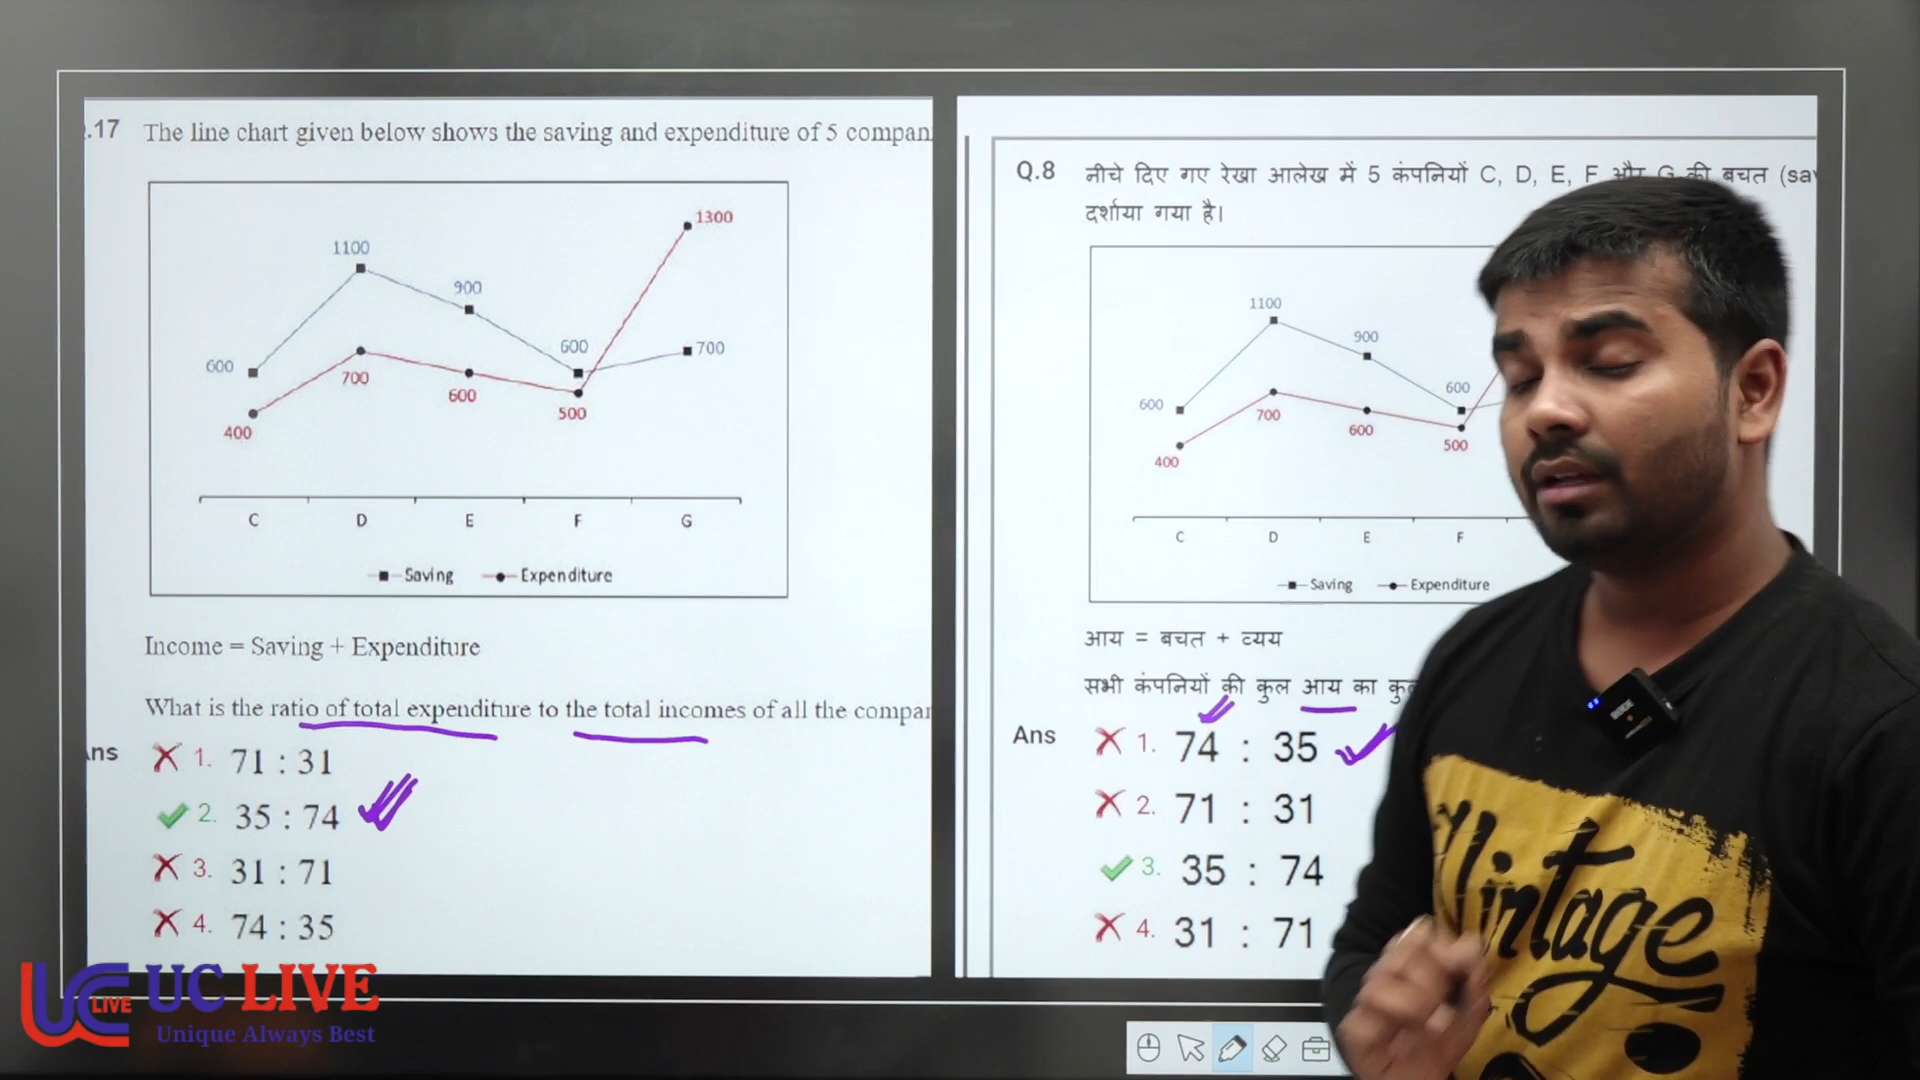 .17 The line chart given below shows the saving and expenditure of 5 compan
1300
1100
900
600
600
700
700
600
500
400
C D E F G
Saving Expenditure
Income = Saving + Expenditure
What is the ratio of total expenditure to the total incomes of all the compar
Ans
1. 71 : 31
2. 35 : 74
3. 31 : 71
4. 74 : 35
Q.8 नीचे दिए गए रेखा आलेख में 5 कंपनियों C, D, E, F और G की बचत (sav
दर्शाया गया है।
1100
900
600
600
700
600
500
400
C D E F
Saving Expenditure
आय = बचत + व्यय
सभी कंपनियों की कुल आय का
Ans
1. 74 : 35
2. 71 : 31
3. 35 : 74
4. 31 : 71
Vintage
UC LIVE
LIVE
Unique Always Best